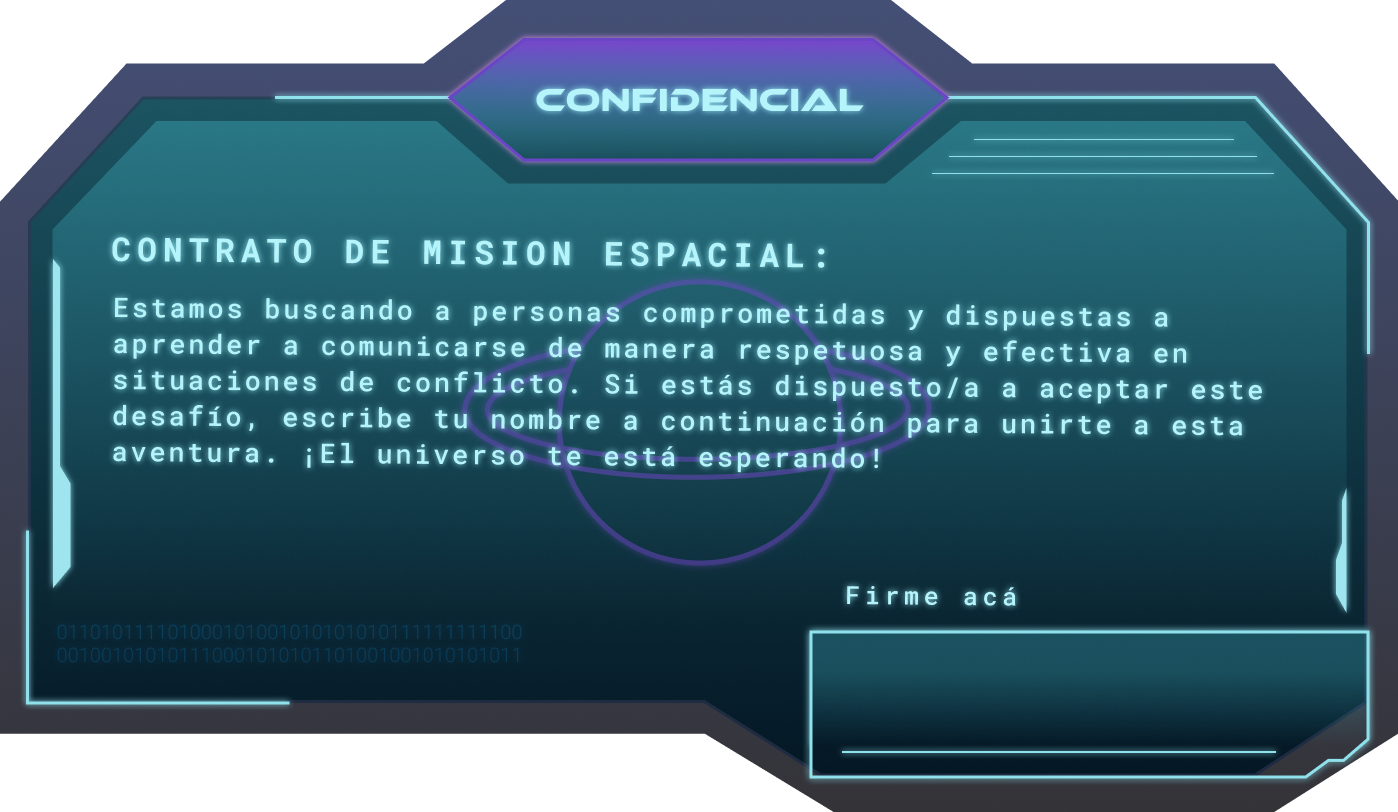 CONFIDENCIAL
CONTRATO DE MISION ESPACIAL:
Estamos buscando a personas comprometidas y dispuestas a
aprender a comunicarse de manera respetuosa y efectiva en
situaciones de conflicto. Si estás dispuesto/a a aceptar este
desafío, escribe tu nombre a continuación para unirte a esta
aventura. ¡El universo te está esperando!
Firme acá